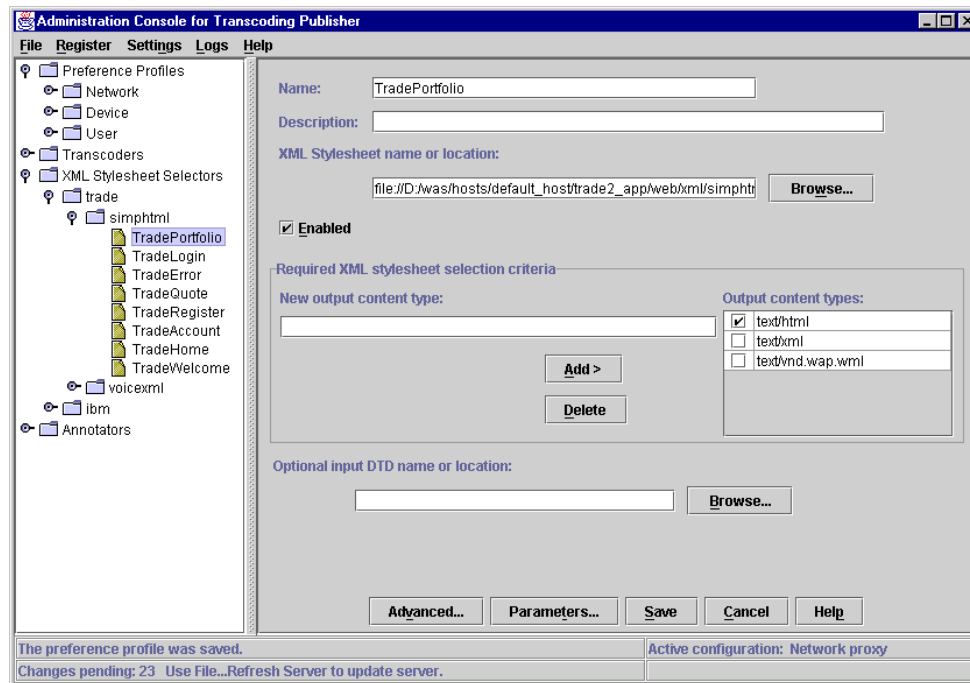 Administration Console for Transcoding Publisher
File Register Settings Logs Help
Preference Profiles
Network
Device
User
Transcoders
XML Stylesheet Selectors
trade
simphtml
TradePortfolio
TradeLogin
TradeError
TradeQuote
TradeRegister
TradeAccount
TradeHome
TradeWelcome
voicexml
ibm
Annotators
Name: TradePortfolio
Description:
XML Stylesheet name or location:
file://D:/was/hosts/default_host/trade2_app/web/xml/simpht Browse...
Enabled
Required XML stylesheet selection criteria
New output content type:
Output content types:
text/html
text/xml
text/vnd.wap.wml
Add >
Delete
Optional input DTD name or location:
Browse...
Advanced... Parameters... Save Cancel Help
The preference profile was saved. Active configuration: Network proxy
Changes pending: 23 Use File...Refresh Server to update server.